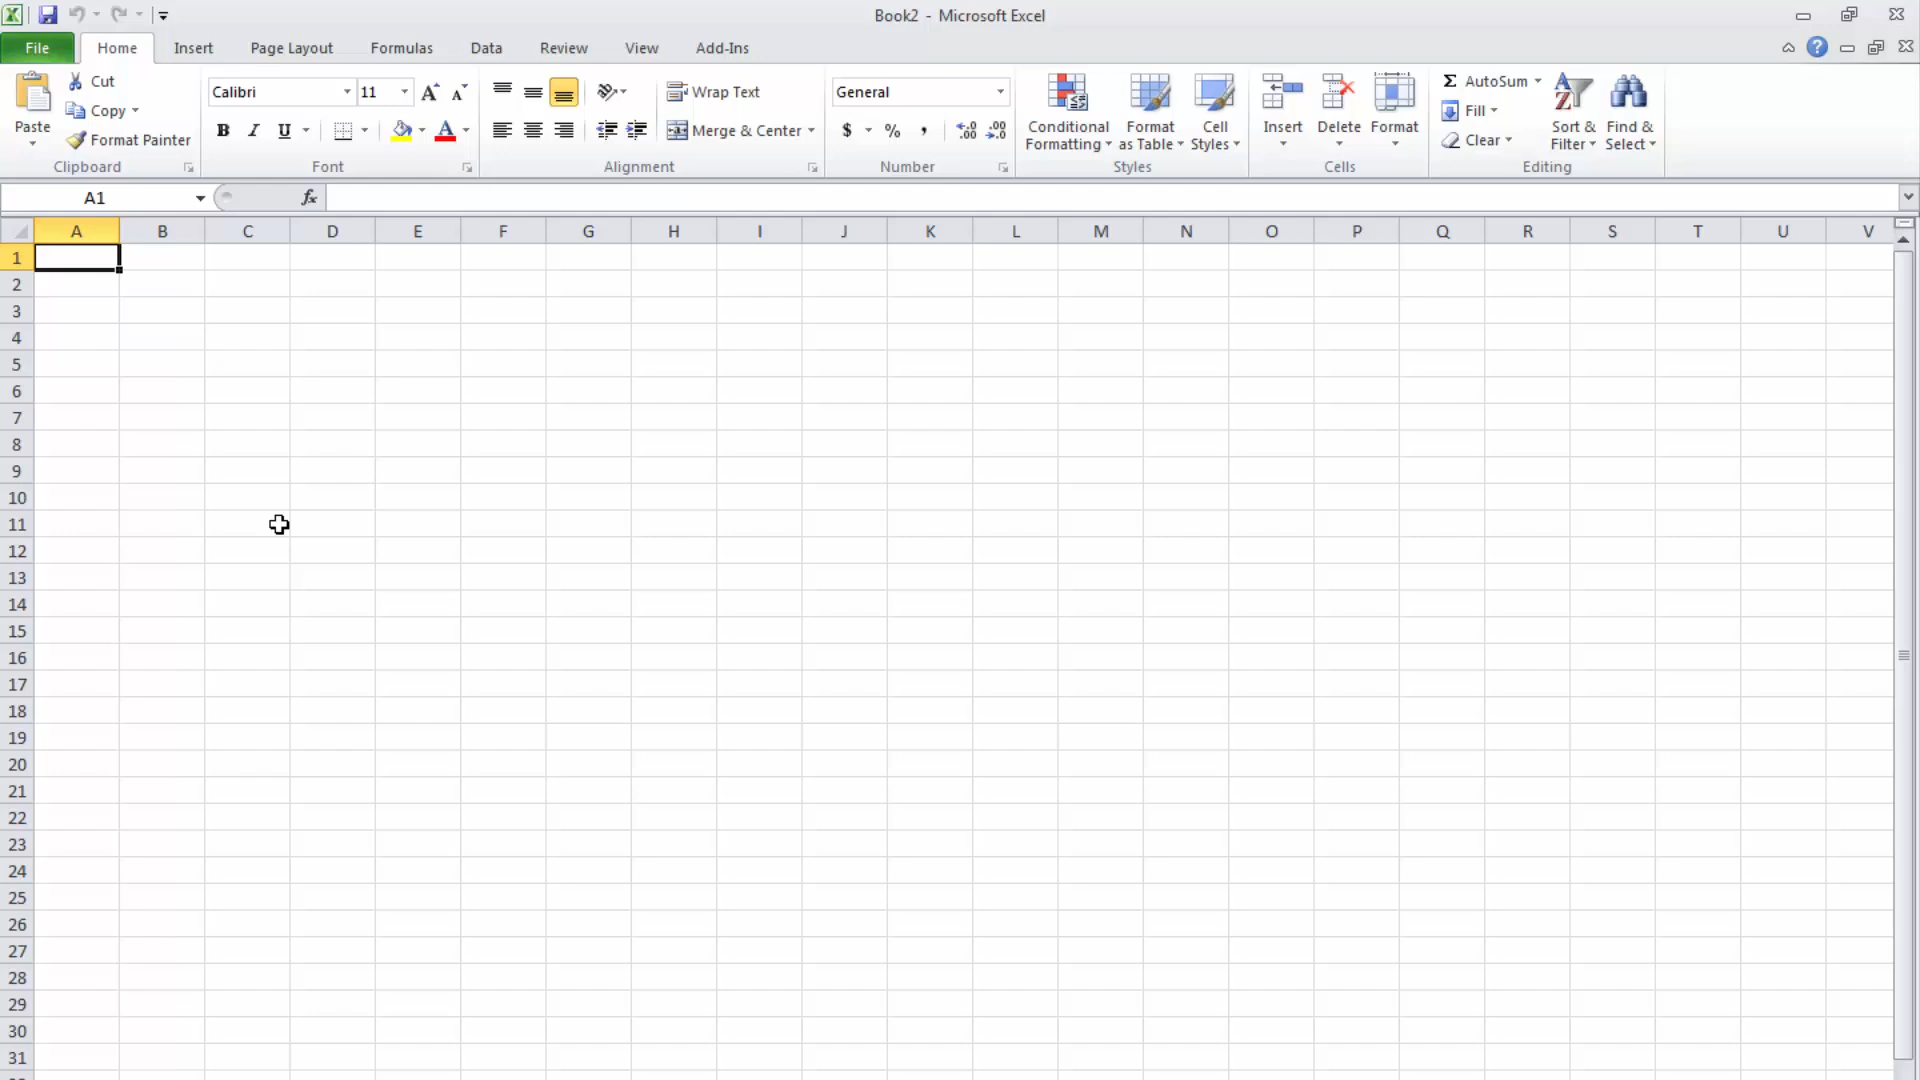 Book2 - Microsoft Excel
File Home Insert Page Layout Formulas Data Review View Add-Ins
Paste
Cut
Copy
Format Painter
Clipboard
Calibri 11
B I U
Font
Wrap Text
Merge & Center
Alignment
General
$ % ,
Number
Conditional Formatting
Format as Table
Cell Styles
Styles
Insert Delete Format
Cells
Σ AutoSum
Fill
Clear
Sort & Filter
Find & Select
Editing
A1 fx
A B C D E F G H I J K L M N O P Q R S T U V
1
2
3
4
5
6
7
8
9
10
11
12
13
14
15
16
17
18
19
20
21
22
23
24
25
26
27
28
29
30
31